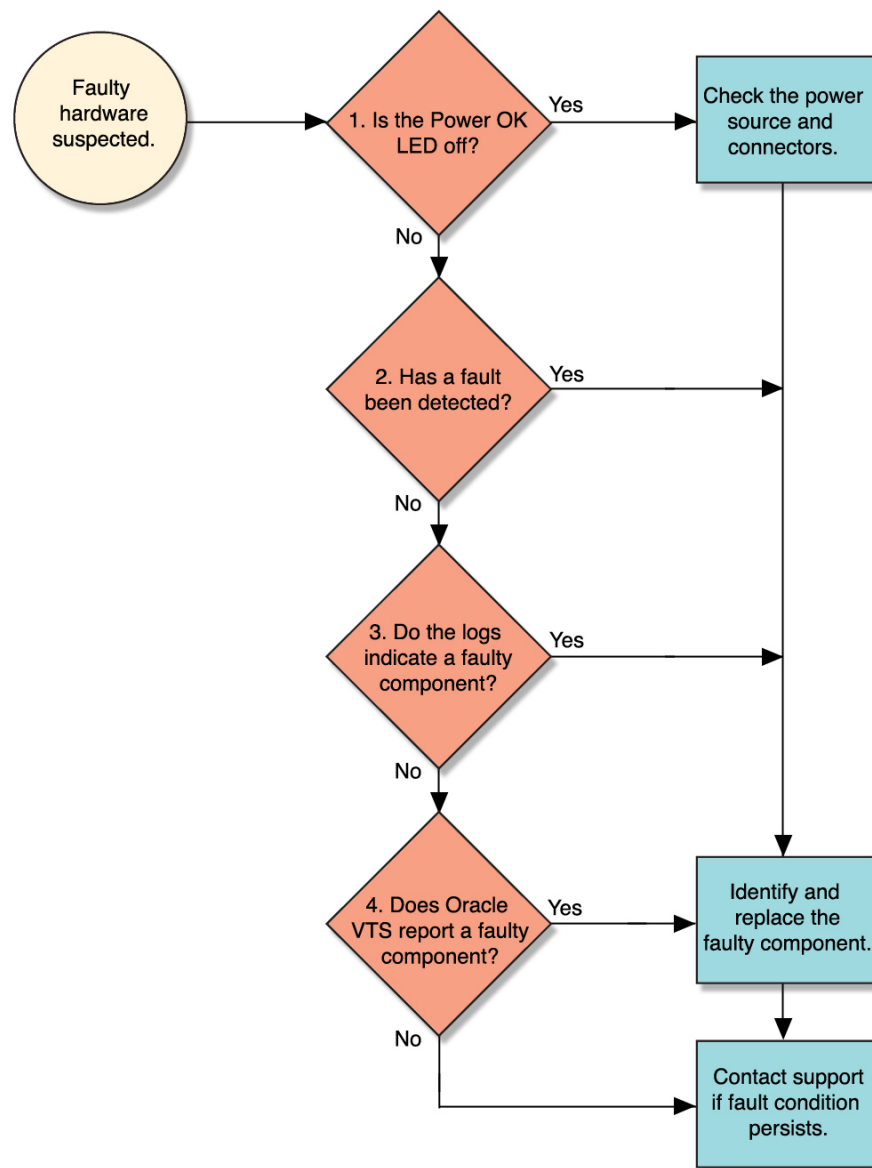 Faulty
hardware
suspected.
1. Is the Power OK
LED off?
Yes
Check the power
source and
connectors.
No
2. Has a fault
been detected?
Yes
No
3. Do the logs
indicate a faulty
component?
Yes
No
4. Does Oracle
VTS report a faulty
component?
Yes
Identify and
replace the
faulty component.
No
Contact support
if fault condition
persists.